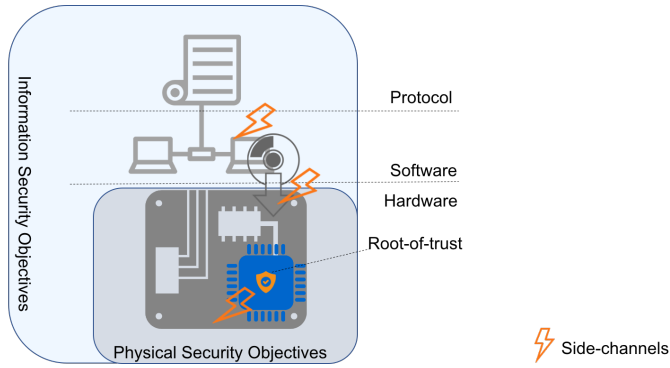 Information Security Objectives
Protocol
Software
Hardware
Root-of-trust
Physical Security Objectives
Side-channels